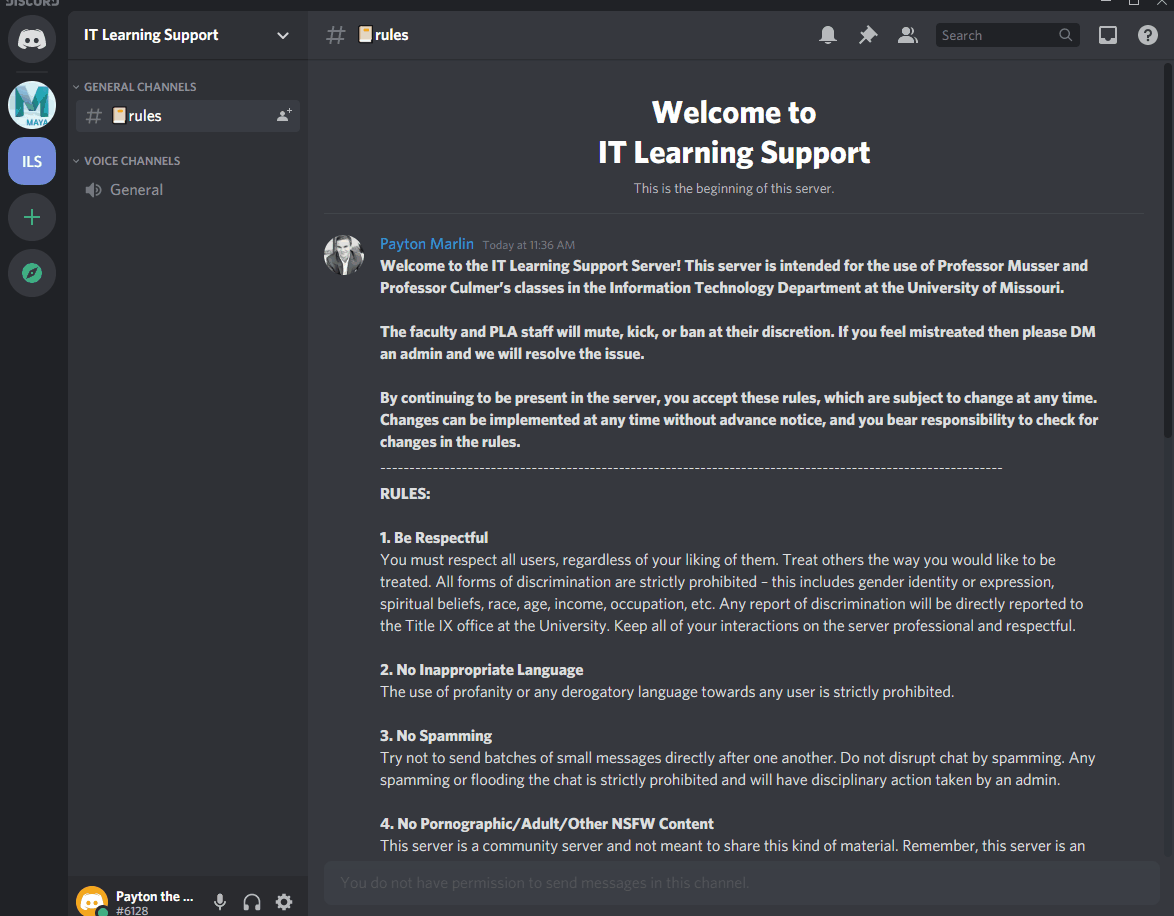 DISCORD
IT Learning Support
rules
Search
GENERAL CHANNELS
rules
VOICE CHANNELS
General
MAYA
ILS
Welcome to
IT Learning Support
This is the beginning of this server.
Payton Marlin Today at 11:36 AM
Welcome to the IT Learning Support Server! This server is intended for the use of Professor Musser and
Professor Culmer’s classes in the Information Technology Department at the University of Missouri.
The faculty and PLA staff will mute, kick, or ban at their discretion. If you feel mistreated then please DM
an admin and we will resolve the issue.
By continuing to be present in the server, you accept these rules, which are subject to change at any time.
Changes can be implemented at any time without advance notice, and you bear responsibility to check for
changes in the rules.
-----------------------------------------------------------------------------------------------------------
RULES:
1. Be Respectful
You must respect all users, regardless of your liking of them. Treat others the way you would like to be
treated. All forms of discrimination are strictly prohibited – this includes gender identity or expression,
spiritual beliefs, race, age, income, occupation, etc. Any report of discrimination will be directly reported to
the Title IX office at the University. Keep all of your interactions on the server professional and respectful.
2. No Inappropriate Language
The use of profanity or any derogatory language towards any user is strictly prohibited.
3. No Spamming
Try not to send batches of small messages directly after one another. Do not disrupt chat by spamming. Any
spamming or flooding the chat is strictly prohibited and will have disciplinary action taken by an admin.
4. No Pornographic/Adult/Other NSFW Content
This server is a community server and not meant to share this kind of material. Remember, this server is an
You do not have permission to send messages in this channel.
Payton the ...
#6128